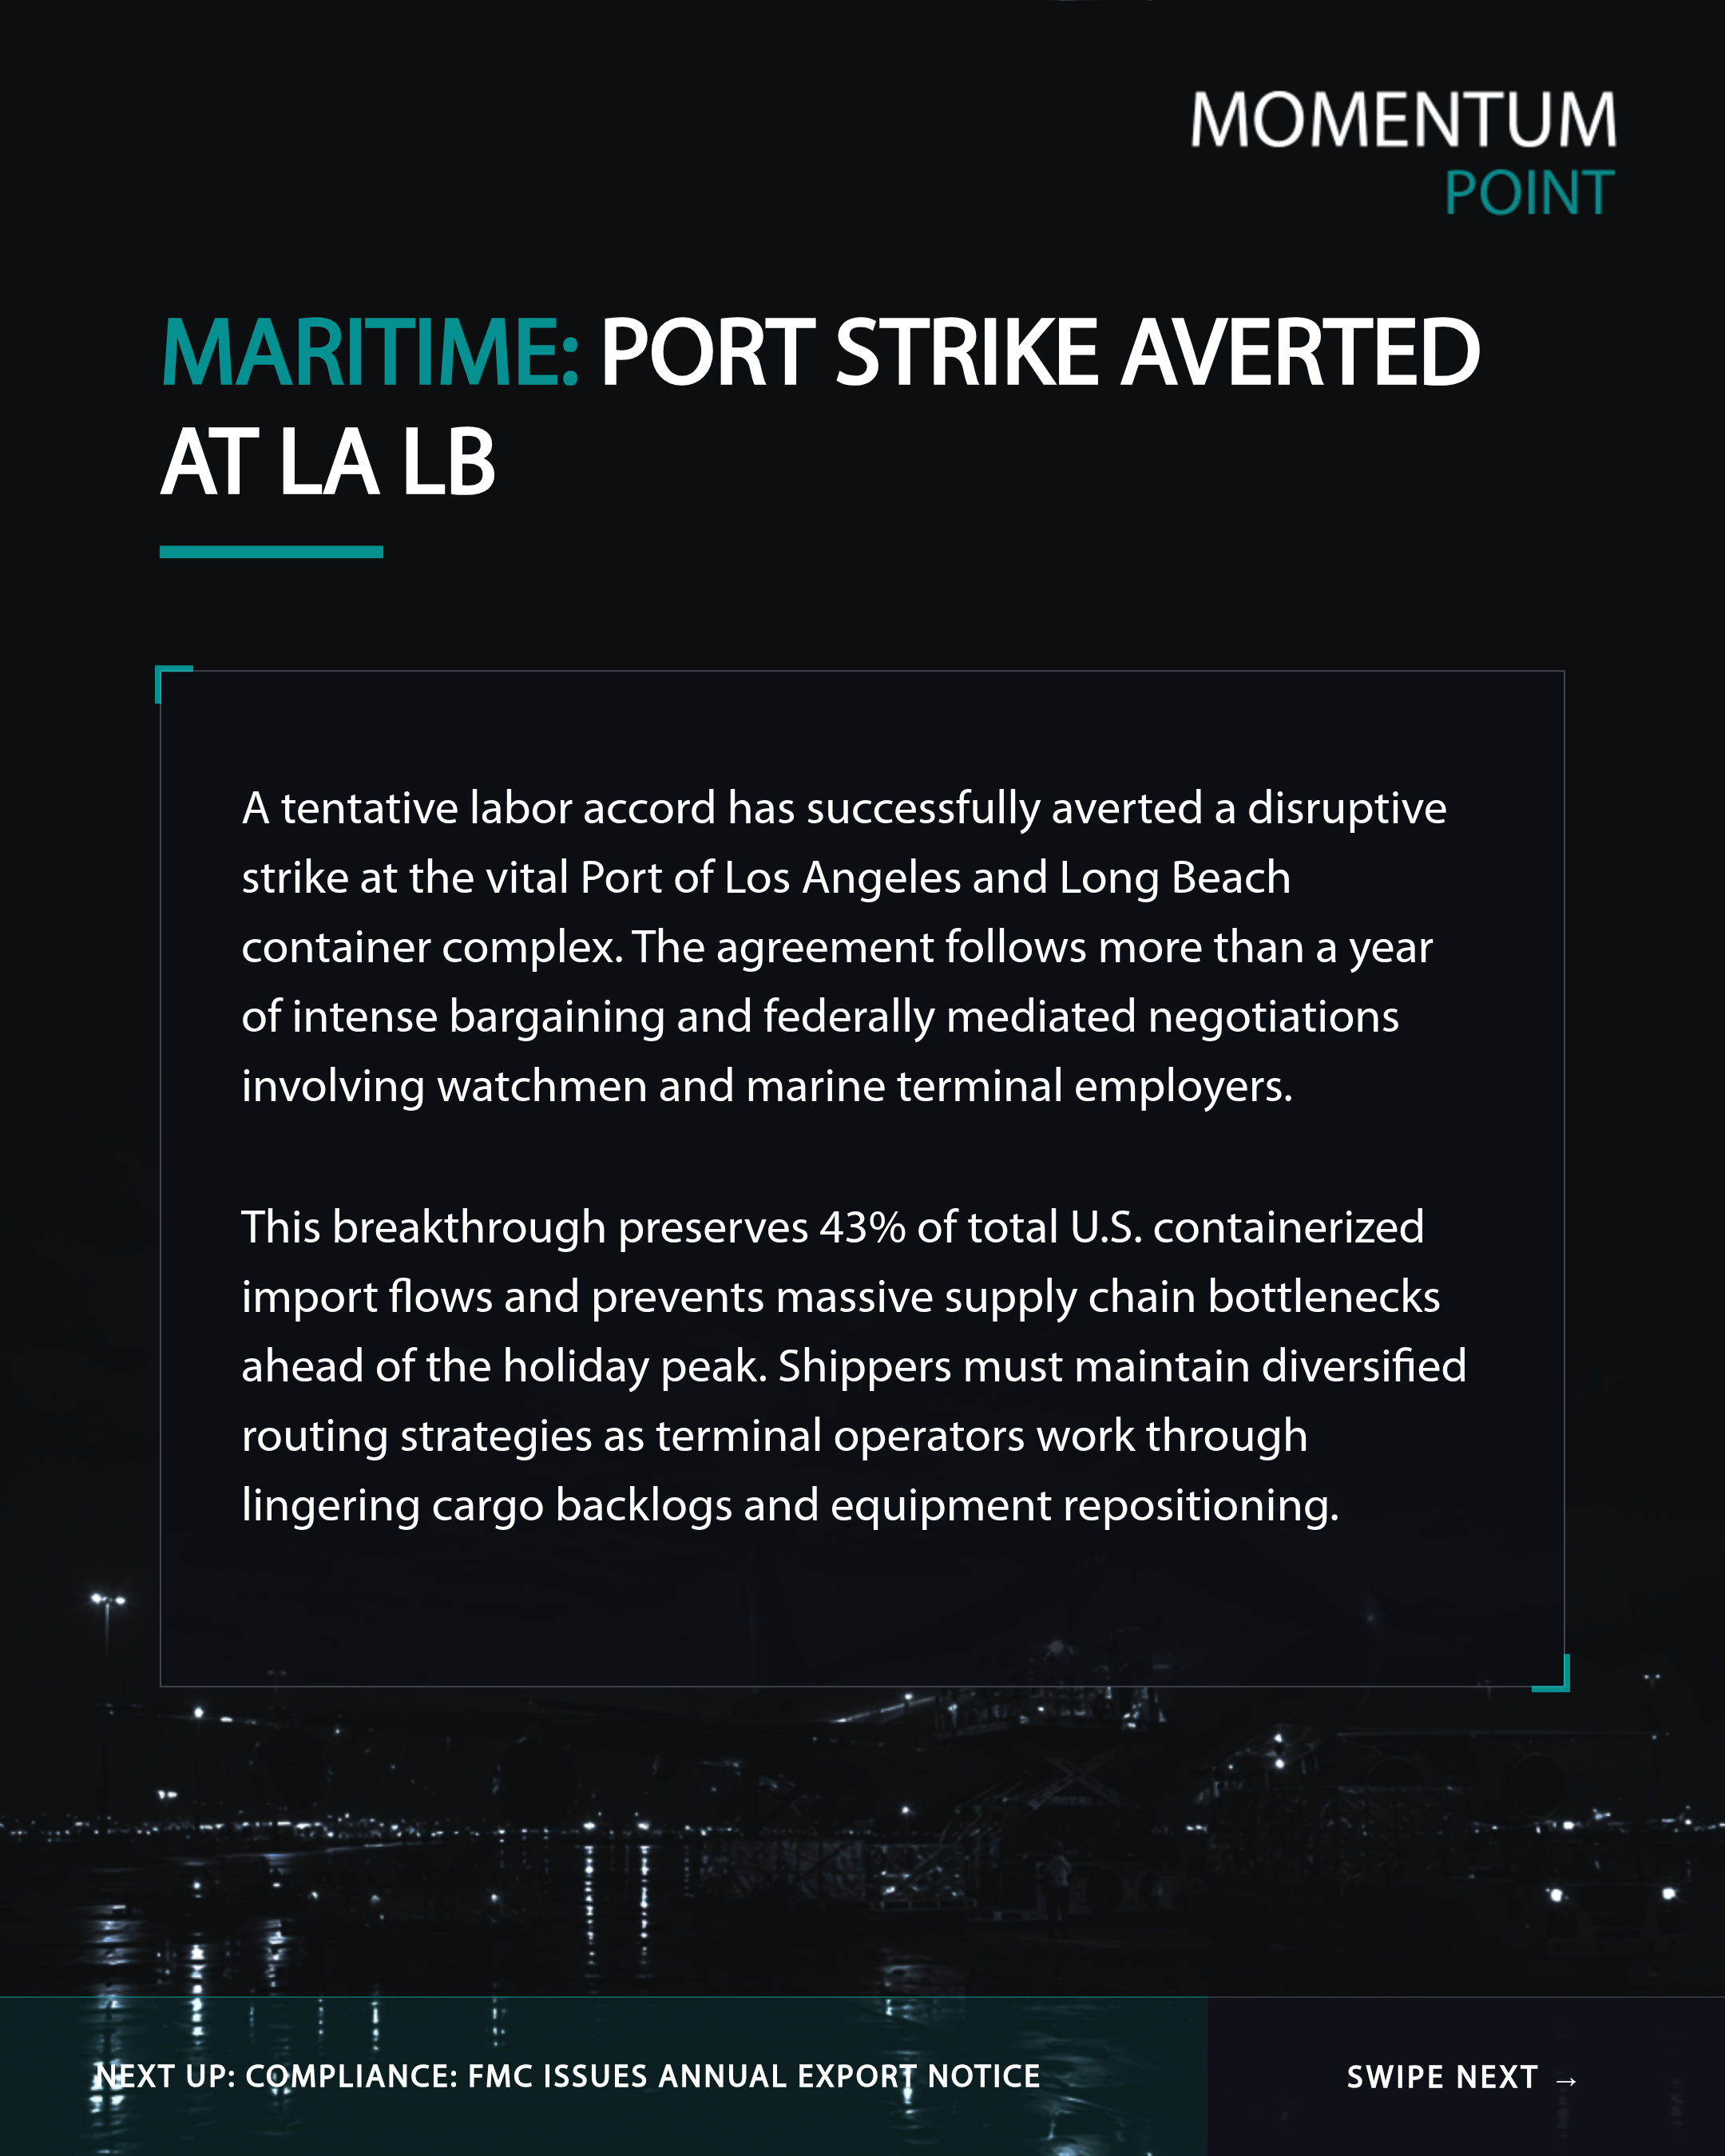 MOMENTUM
POINT
MARITIME: PORT STRIKE AVERTED
AT LA LB
A tentative labor accord has successfully averted a disruptive
strike at the vital Port of Los Angeles and Long Beach
container complex. The agreement follows more than a year
of intense bargaining and federally mediated negotiations
involving watchmen and marine terminal employers.
This breakthrough preserves 43% of total U.S. containerized
import flows and prevents massive supply chain bottlenecks
ahead of the holiday peak. Shippers must maintain diversified
routing strategies as terminal operators work through
lingering cargo backlogs and equipment repositioning.
NEXT UP: COMPLIANCE: FMC ISSUES ANNUAL EXPORT NOTICE
SWIPE NEXT →